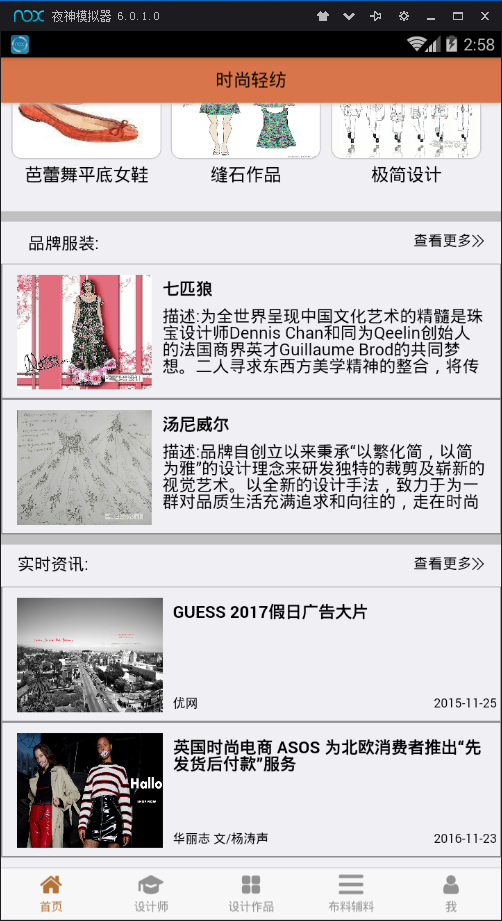 nox 夜神模拟器 6.0.1.0
2:58
时尚轻纺
芭蕾舞平底女鞋 缝石作品 极简设计
品牌服装: 查看更多
七匹狼
描述:为全世界呈现中国文化艺术的精髓是珠
宝设计师Dennis Chan和同为Qeelin创始人
的法国商界英才Guillaume Brod的共同梦
想。二人寻求东西方美学精神的整合，将传
汤尼威尔
描述:品牌自创立以来秉承“以繁化简，以简
为雅”的设计理念来研发独特的裁剪及崭新的
视觉艺术。以全新的设计手法，致力于为一
群对品质生活充满追求和向往的，走在时尚
实时资讯: 查看更多
GUESS 2017假日广告大片
优网 2015-11-25
英国时尚电商 ASOS 为北欧消费者推出“先
发货后付款”服务
Hallo
华丽志 文/杨涛声 2016-11-23
首页 设计师 设计作品 布料辅料 我